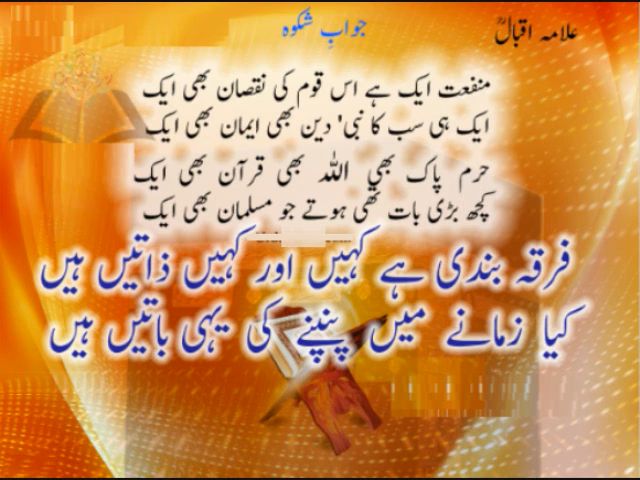 علامہ اقبالؒ
جوابِ شکوہ
منفعت ایک ہے اس قوم کی نقصان بھی ایک
ایک ہی سب کا نبی' دین بھی ایمان بھی ایک
حرم پاک بھی اللہ بھی قرآن بھی ایک
کچھ بڑی بات تھی ہوتے جو مسلمان بھی ایک
فرقہ بندی ہے کہیں اور کہیں ذاتیں ہیں
کیا زمانے میں پنپنے کی یہی باتیں ہیں